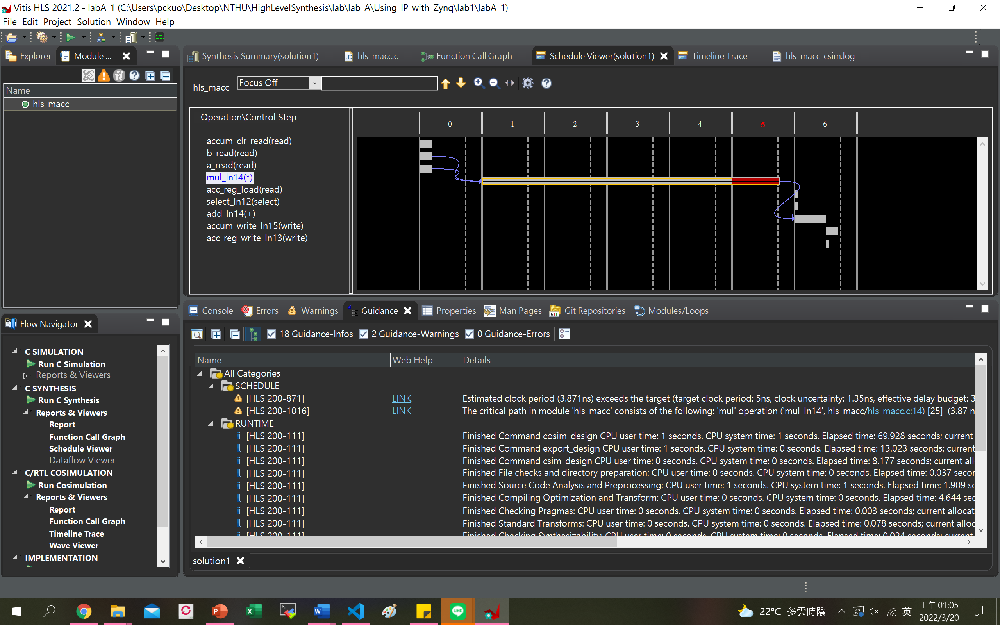 Vitis HLS 2021.2 - labA_1 (C:\Users\pckuo\Desktop\NTHU\HighLevelSynthesis\lab\lab_A\Using_IP_with_Zynq\lab1\labA_1)
File Edit Project Solution Window Help
Explorer Module ...
Name
hls_macc
Synthesis Summary(solution1) hls_macc.c Function Call Graph Schedule Viewer(solution1) Timeline Trace hls_macc_csim.log
hls_macc Focus Off
Operation\Control Step 0 1 2 3 4 5 6
accum_clr_read(read)
b_read(read)
a_read(read)
mul_ln14(*)
acc_reg_load(read)
select_ln12(select)
add_ln14(+)
accum_write_ln15(write)
acc_reg_write_ln13(write)
Flow Navigator
C SIMULATION
Run C Simulation
Reports & Viewers
C SYNTHESIS
Run C Synthesis
Reports & Viewers
Report
Function Call Graph
Schedule Viewer
Dataflow Viewer
C/RTL COSIMULATION
Run Cosimulation
Reports & Viewers
Report
Function Call Graph
Timeline Trace
Wave Viewer
IMPLEMENTATION
Console Errors Warnings Guidance Properties Man Pages GIT Git Repositories Modules/Loops
18 Guidance-Infos 2 Guidance-Warnings 0 Guidance-Errors
Name Web Help Details
All Categories
SCHEDULE
[HLS 200-871] LINK Estimated clock period (3.871ns) exceeds the target (target clock period: 5ns, clock uncertainty: 1.35ns, effective delay budget: 3
[HLS 200-1016] LINK The critical path in module 'hls_macc' consists of the following: 'mul' operation ('mul_ln14', hls_macc/hls_macc.c:14) [25] (3.87 n
RUNTIME
[HLS 200-111] Finished Command cosim_design CPU user time: 1 seconds. CPU system time: 1 seconds. Elapsed time: 69.928 seconds; current
[HLS 200-111] Finished Command export_design CPU user time: 1 seconds. CPU system time: 0 seconds. Elapsed time: 13.023 seconds; current
[HLS 200-111] Finished Command csim_design CPU user time: 0 seconds. CPU system time: 0 seconds. Elapsed time: 8.177 seconds; current all
[HLS 200-111] Finished File checks and directory preparation: CPU user time: 0 seconds. CPU system time: 0 seconds. Elapsed time: 0.037 secor
[HLS 200-111] Finished Source Code Analysis and Preprocessing: CPU user time: 1 seconds. CPU system time: 1 seconds. Elapsed time: 1.909 se
[HLS 200-111] Finished Compiling Optimization and Transform: CPU user time: 0 seconds. CPU system time: 0 seconds. Elapsed time: 4.644 sec
[HLS 200-111] Finished Checking Pragmas: CPU user time: 0 seconds. CPU system time: 0 seconds. Elapsed time: 0.003 seconds; current allocat
[HLS 200-111] Finished Standard Transforms: CPU user time: 0 seconds. CPU system time: 0 seconds. Elapsed time: 0.078 seconds; current alloc
[HLS 200-111] Finished Checking Synthesizability: CPU user time: 0 seconds. CPU system time: 0 seconds. Elapsed time: 0.024 seconds; current
solution1
22°C 多雲時陰 英 上午 01:05
2022/3/20